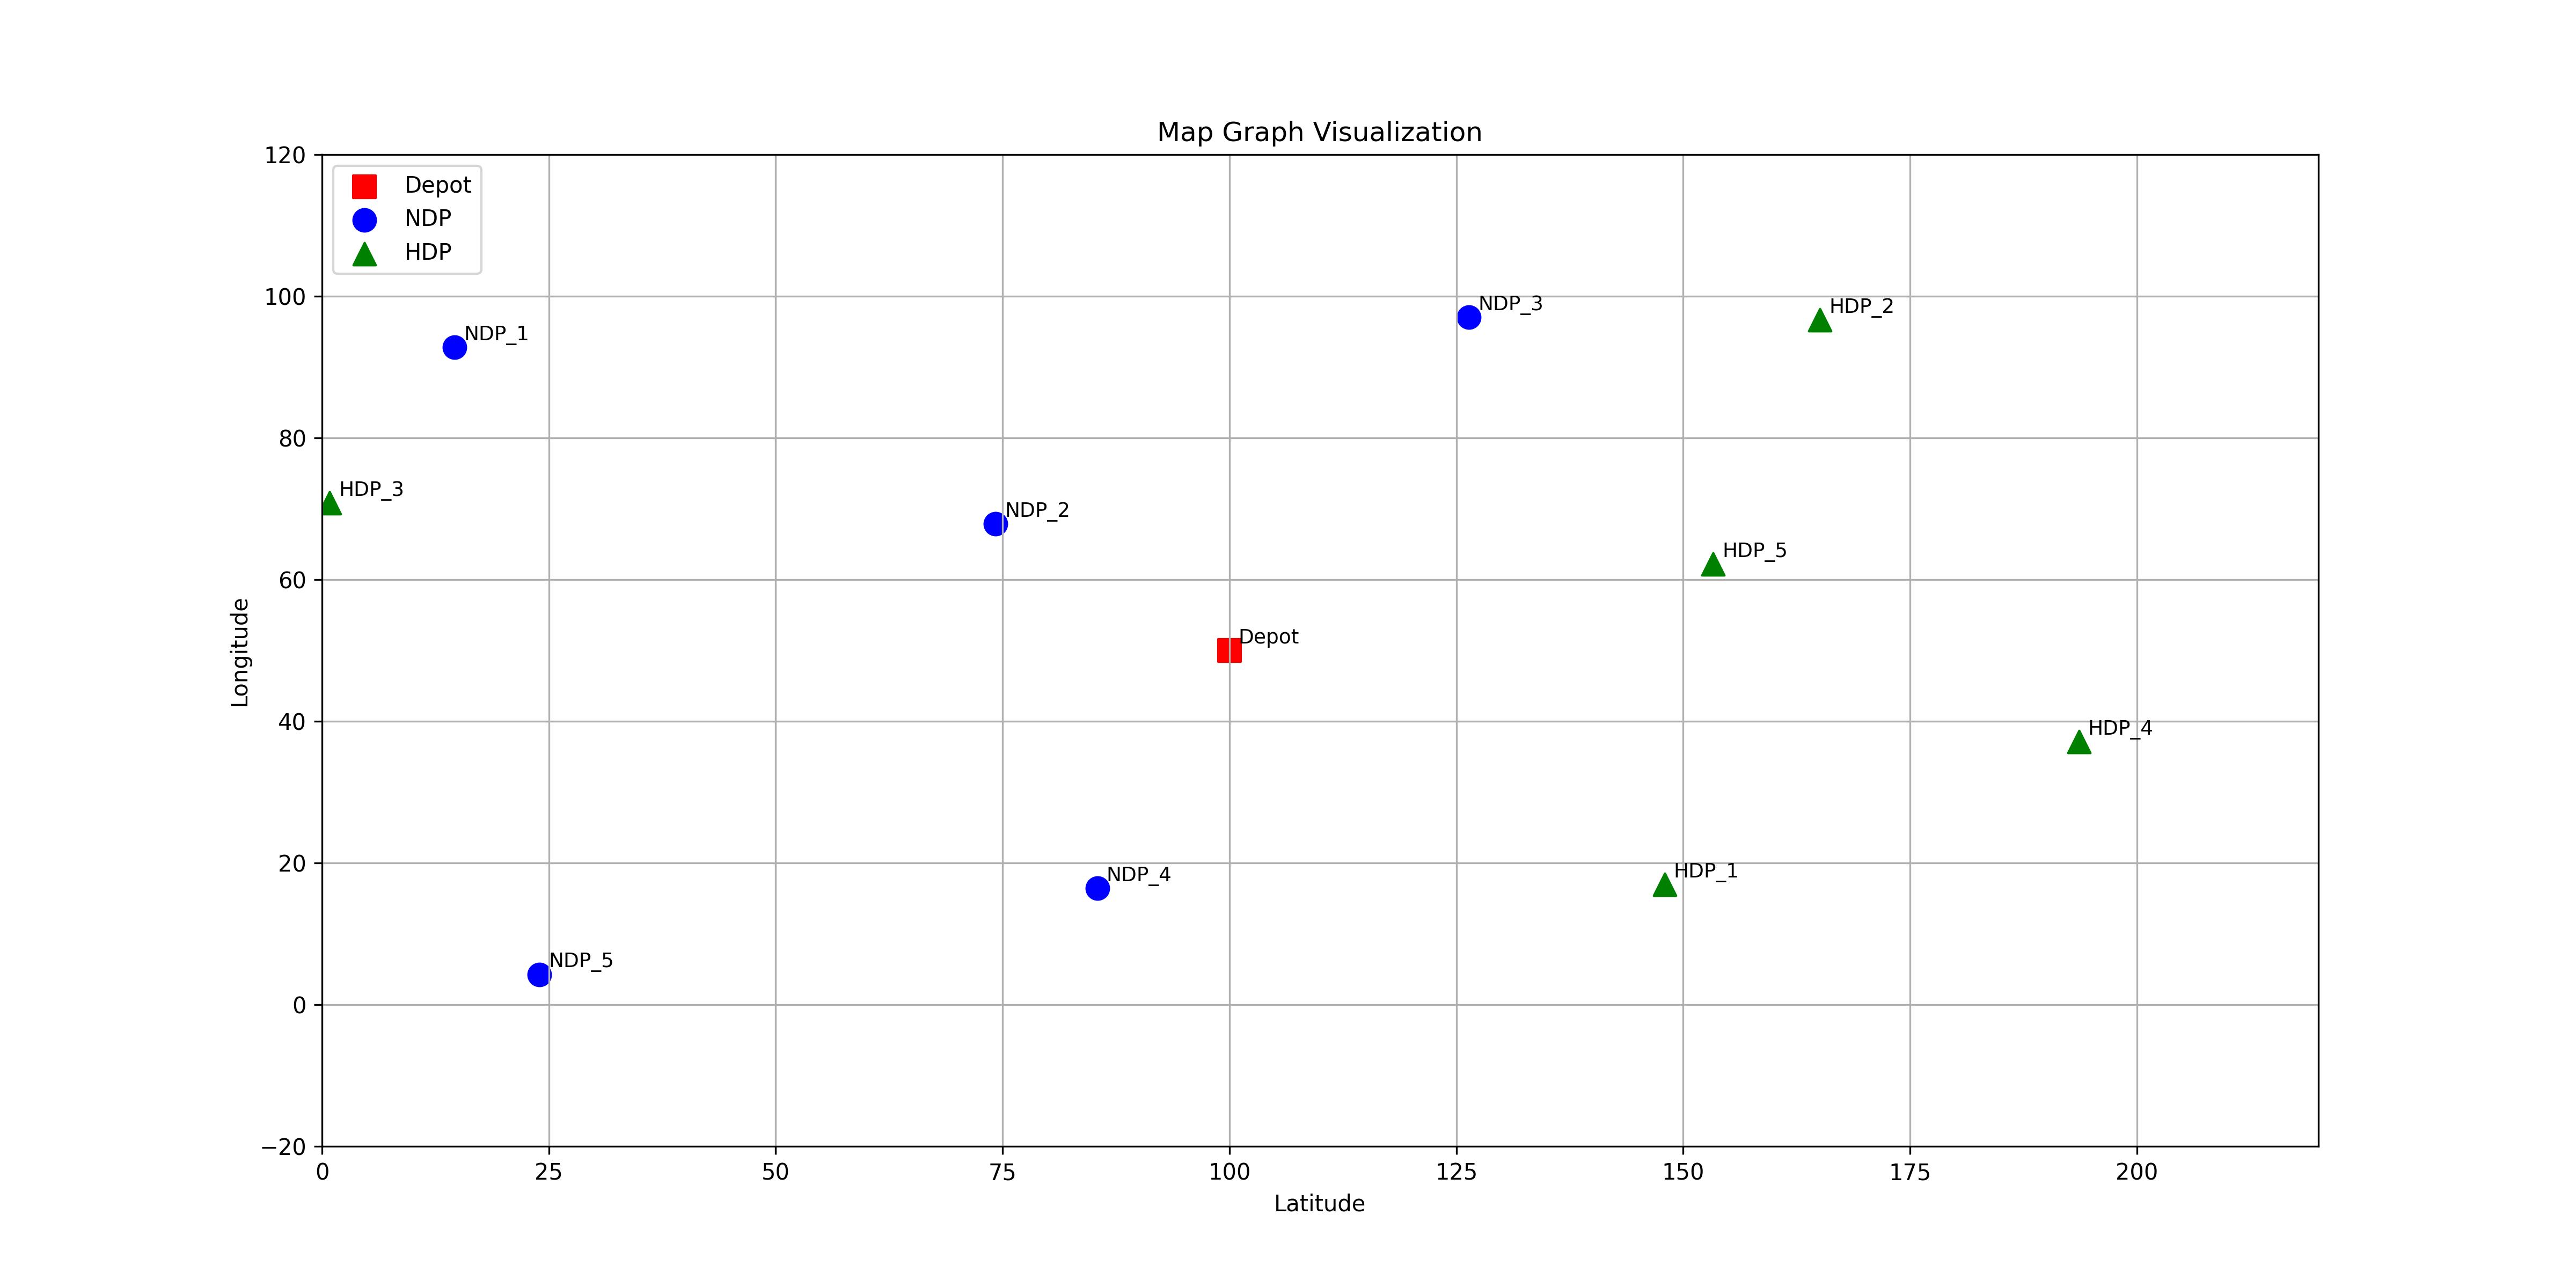 Map Graph Visualization
120
100
80
60
40
20
0
−20
Longitude
Depot
NDP
HDP
NDP_1
NDP_3
HDP_2
HDP_3
NDP_2
HDP_5
Depot
HDP_4
NDP_4
HDP_1
NDP_5
0 25 50 75 100 125 150 175 200
Latitude